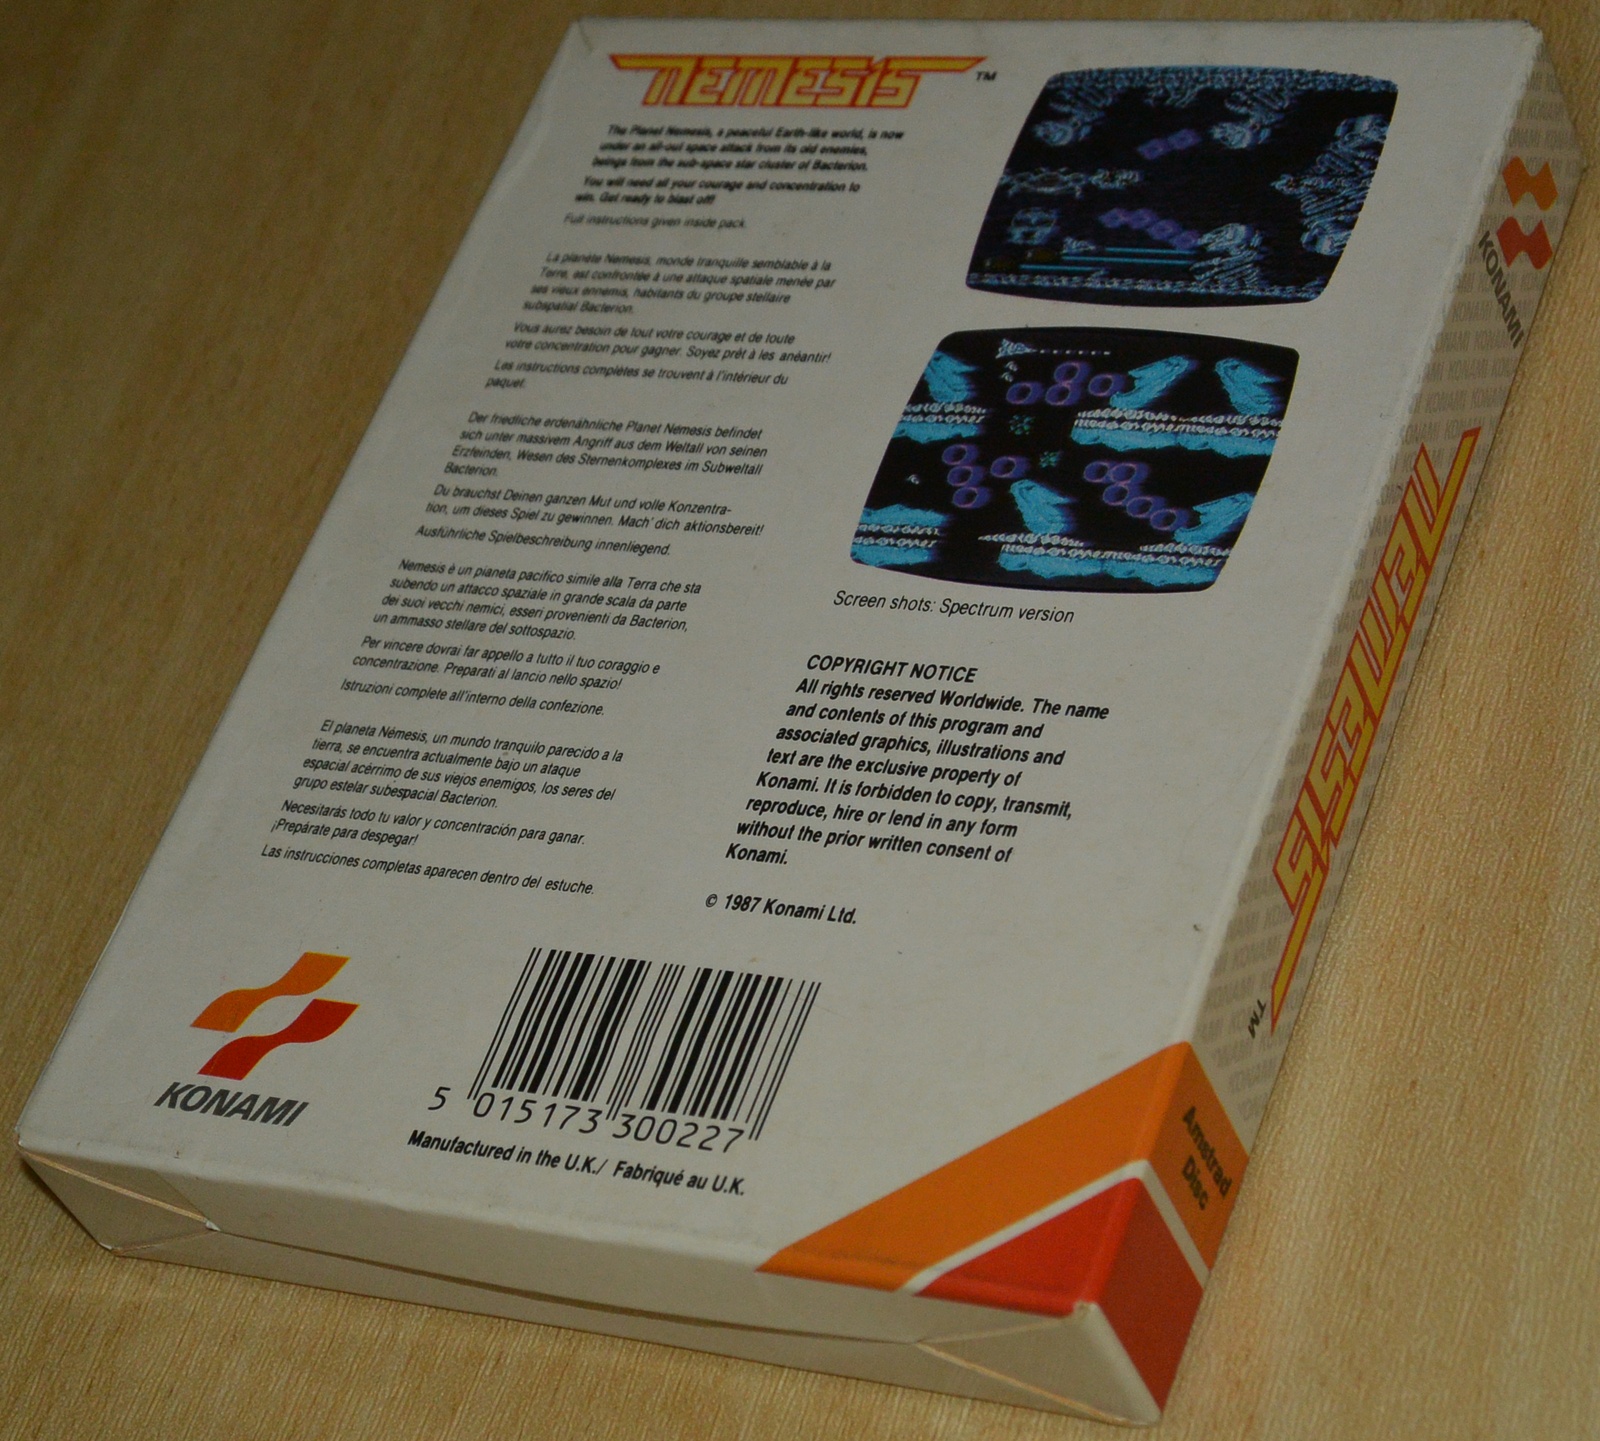 NEMESIS ™
The Planet Nemesis, a peaceful Earth-like world, is now
under an all-out space attack from its old enemies,
beings from the sub-space star cluster of Bacterion.
You will need all your courage and concentration to
win. Get ready to blast off!
Full instructions given inside pack.
La planète Nemesis, monde tranquille semblable à la
Terre, est confrontée à une attaque spatiale menée par
ses vieux ennemis, habitants du groupe stellaire
subspatial Bacterion.
Vous aurez besoin de tout votre courage et de toute
votre concentration pour gagner. Soyez prêt à les anéantir!
Les instructions complètes se trouvent à l'intérieur du
paquet.
Der friedliche erdenähnliche Planet Nemesis befindet
sich unter massivem Angriff aus dem Weltall von seinen
Erzfeinden, Wesen des Sternenkomplexes im Subweltall
Bacterion.
Du brauchst Deinen ganzen Mut und volle Konzentra-
tion, um dieses Spiel zu gewinnen. Mach' dich aktionsbereit!
Ausführliche Spielbeschreibung innenliegend.
Nemesis è un pianeta pacifico simile alla Terra che sta
subendo un attacco spaziale in grande scala da parte
dei suoi vecchi nemici, esseri provenienti da Bacterion,
un ammasso stellare del sottospazio.
Per vincere dovrai far appello a tutto il tuo coraggio e
concentrazione. Preparati al lancio nello spazio!
Istruzioni complete all'interno della confezione.
El planeta Némesis, un mundo tranquilo parecido a la
tierra, se encuentra actualmente bajo un ataque
espacial acérrimo de sus viejos enemigos, los seres del
grupo estelar subespacial Bacterion.
Necesitarás todo tu valor y concentración para ganar.
¡Prepárate para despegar!
Las instrucciones completas aparecen dentro del estuche.
Screen shots: Spectrum version
COPYRIGHT NOTICE
All rights reserved Worldwide. The name
and contents of this program and
associated graphics, illustrations and
text are the exclusive property of
Konami. It is forbidden to copy, transmit,
reproduce, hire or lend in any form
without the prior written consent of
Konami.
© 1987 Konami Ltd.
KONAMI
5 015173 300227
Manufactured in the U.K./ Fabriqué au U.K.
KONAMI
NEMESIS ™
Amstrad
Disc